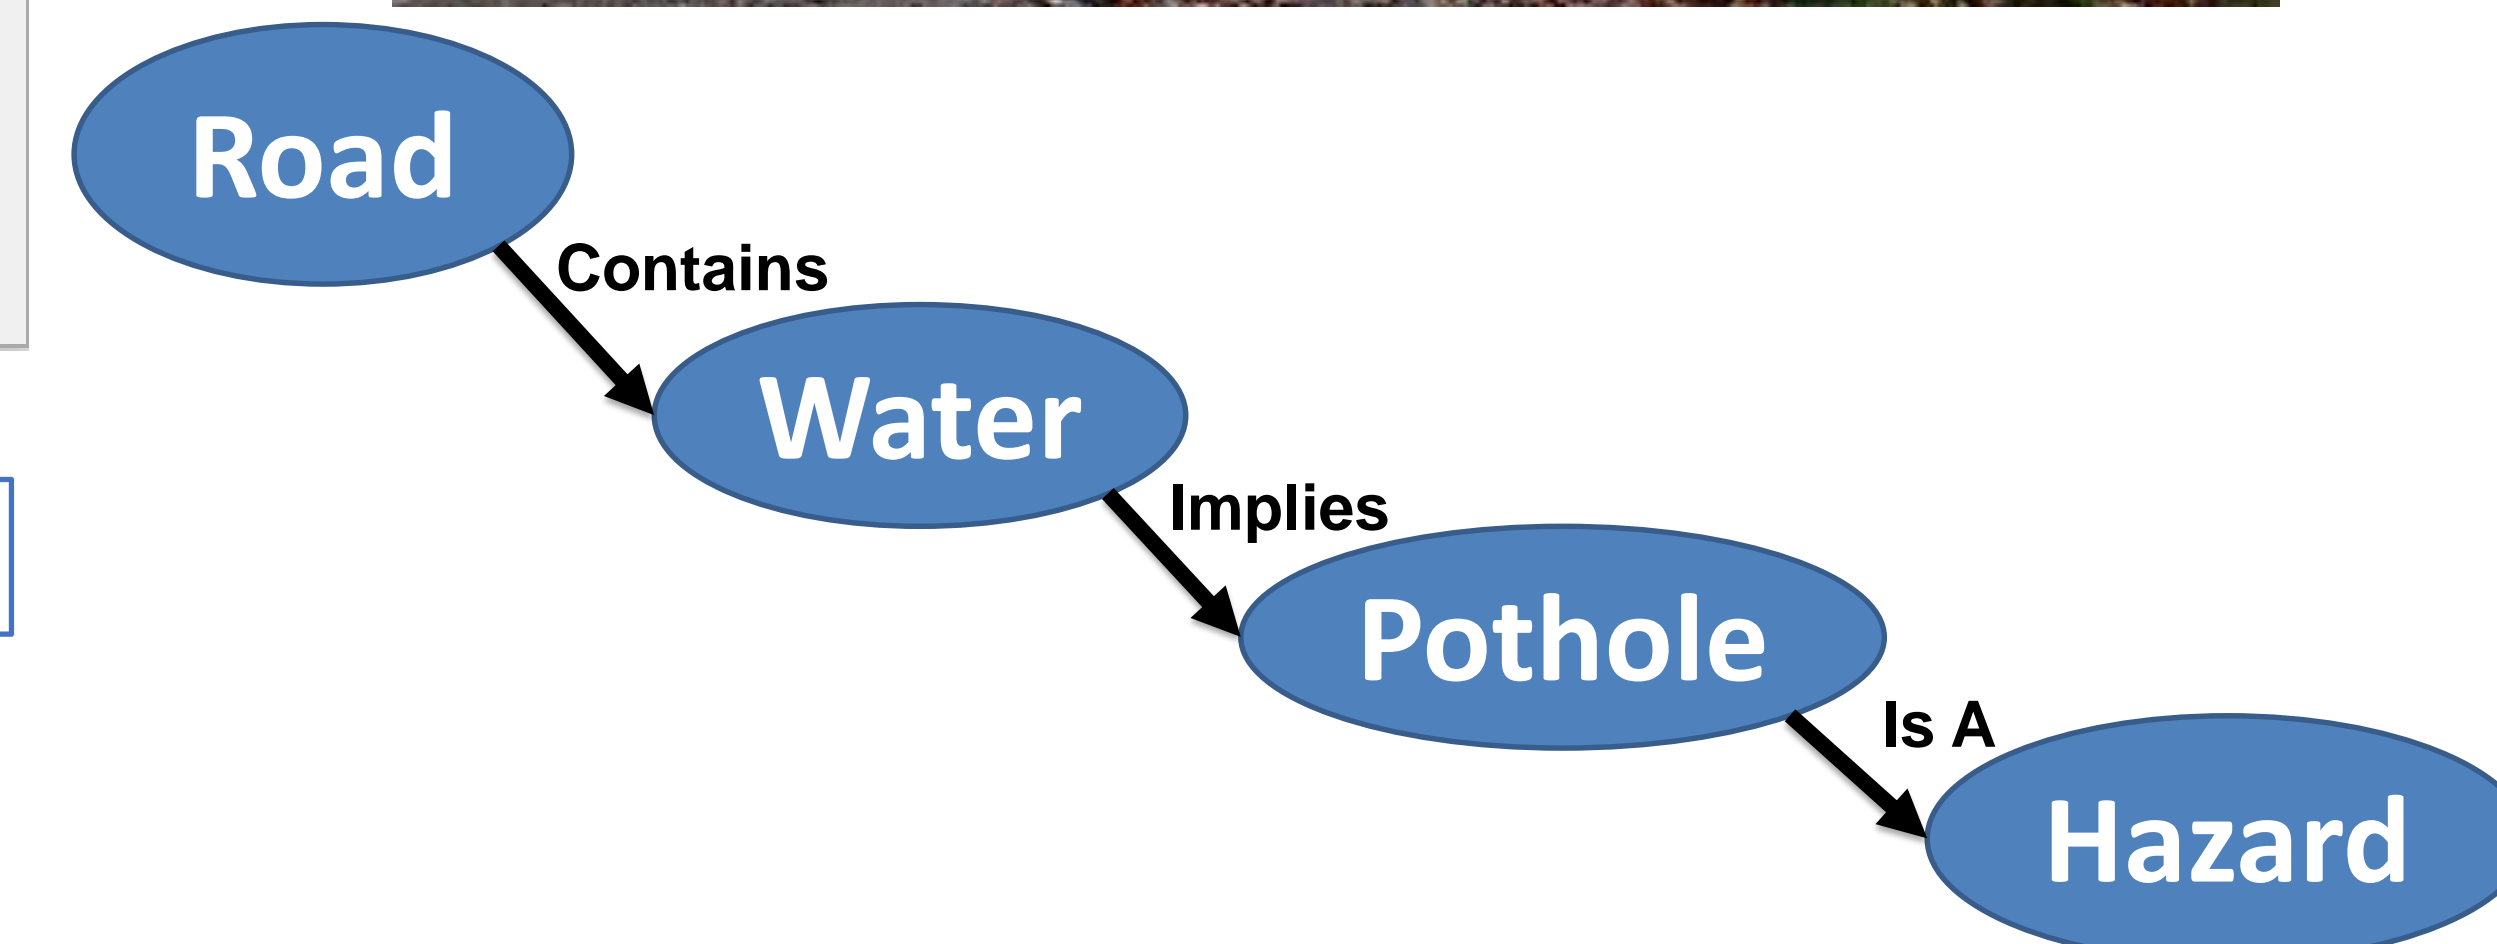 Road
Contains
Water
Implies
Pothole
Is A
Hazard